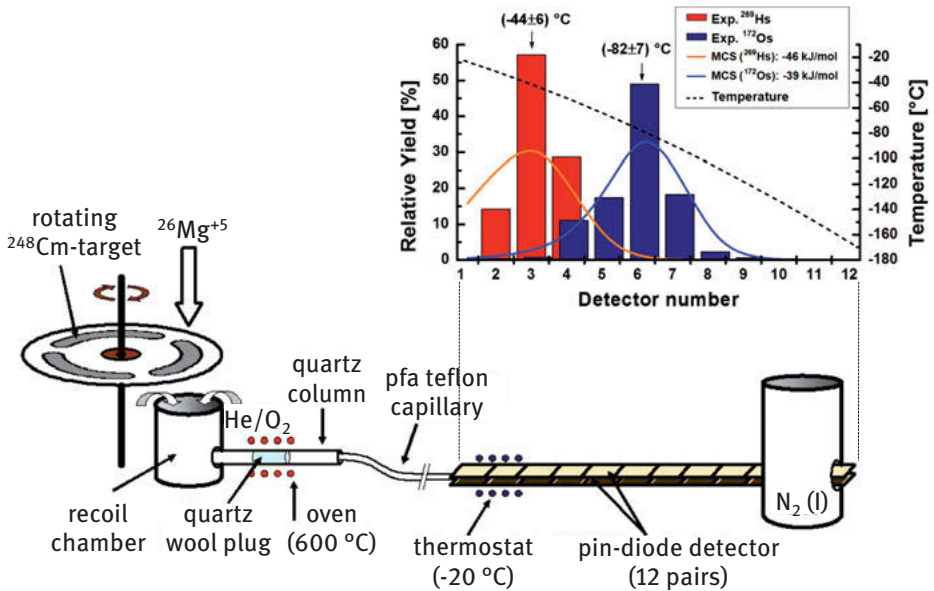 (-44±6) °C
(-82±7) °C
Exp. ²⁶⁹Hs
Exp. ¹⁷²Os
MCS (²⁶⁹Hs): -46 kJ/mol
MCS (¹⁷²Os): -39 kJ/mol
Temperature
Relative Yield [%]
60
50
40
30
20
10
0
Temperature [°C]
-20
-40
-60
-80
-100
-120
-140
-160
-180
1 2 3 4 5 6 7 8 9 10 11 12
Detector number
rotating
²⁴⁸Cm-target
²⁶Mg⁺⁵
quartz
column
pfa teflon
capillary
He/O₂
N₂ (l)
recoil
chamber
quartz
wool plug
oven
(600 °C)
thermostat
(-20 °C)
pin-diode detector
(12 pairs)